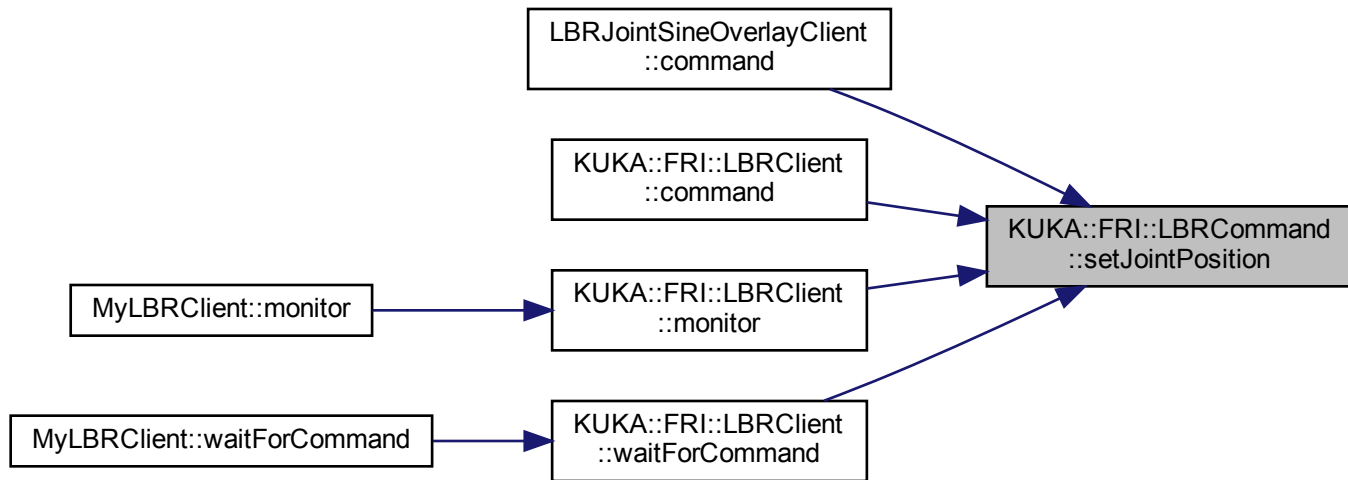 LBRJointSineOverlayClient
::command
KUKA::FRI::LBRClient
::command
KUKA::FRI::LBRCommand
::setJointPosition
MyLBRClient::monitor
KUKA::FRI::LBRClient
::monitor
MyLBRClient::waitForCommand
KUKA::FRI::LBRClient
::waitForCommand